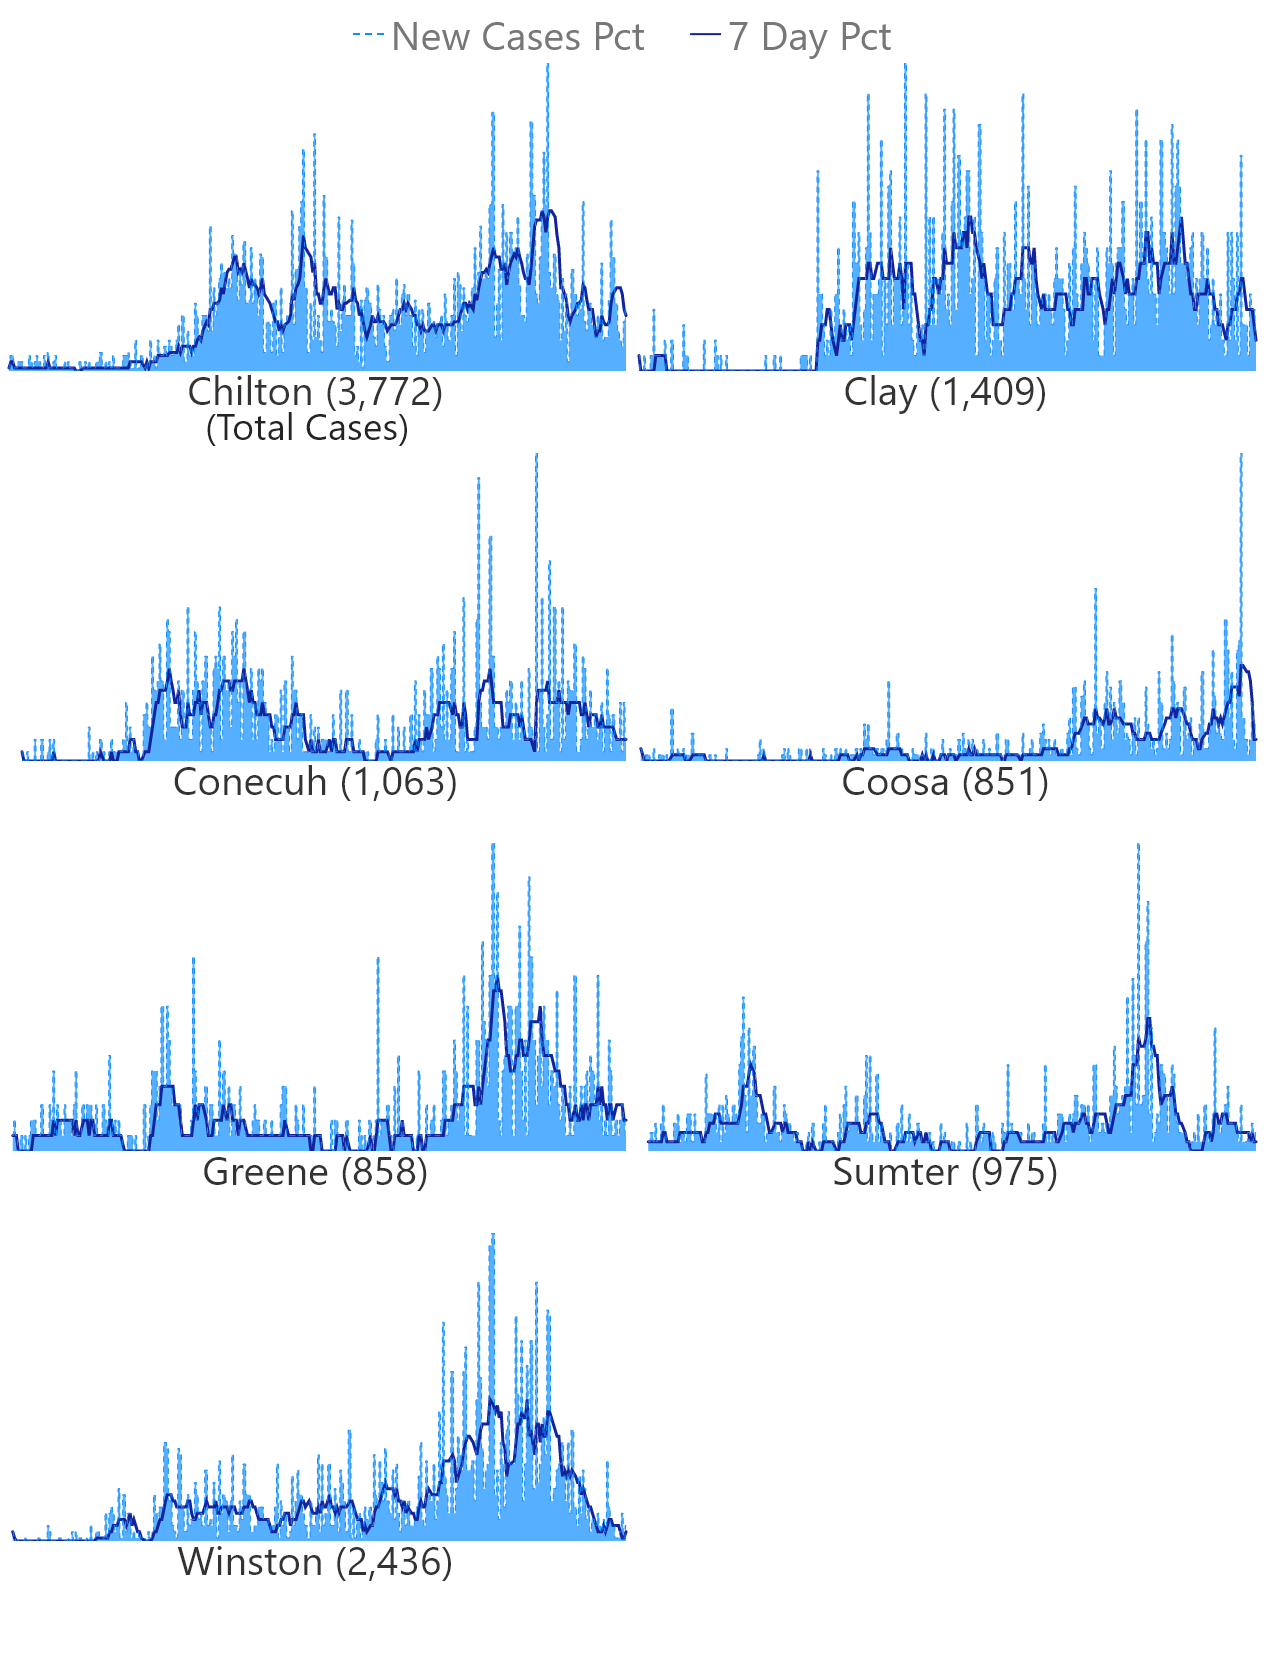 New Cases Pct 7 Day Pct
Chilton (3,772)
(Total Cases)
Clay (1,409)
Conecuh (1,063)
Coosa (851)
Greene (858)
Sumter (975)
Winston (2,436)